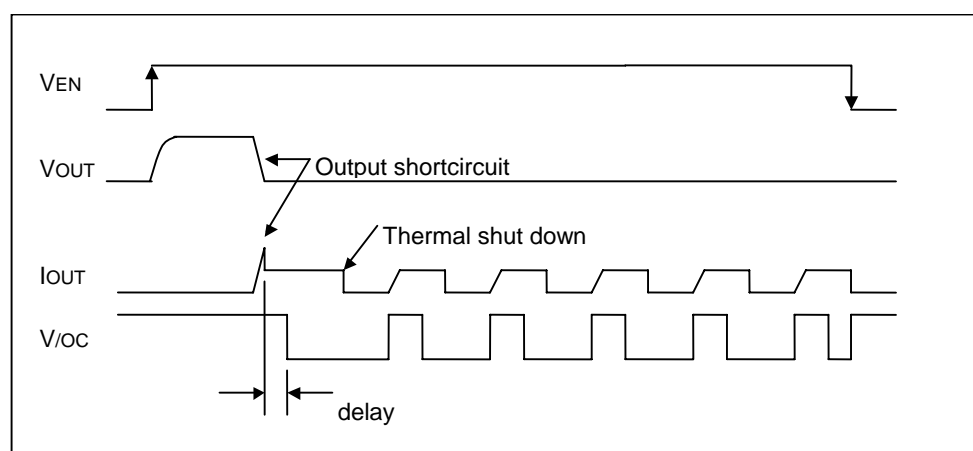 VEN
VOUT
Output shortcircuit
Thermal shut down
IOUT
V/OC
delay